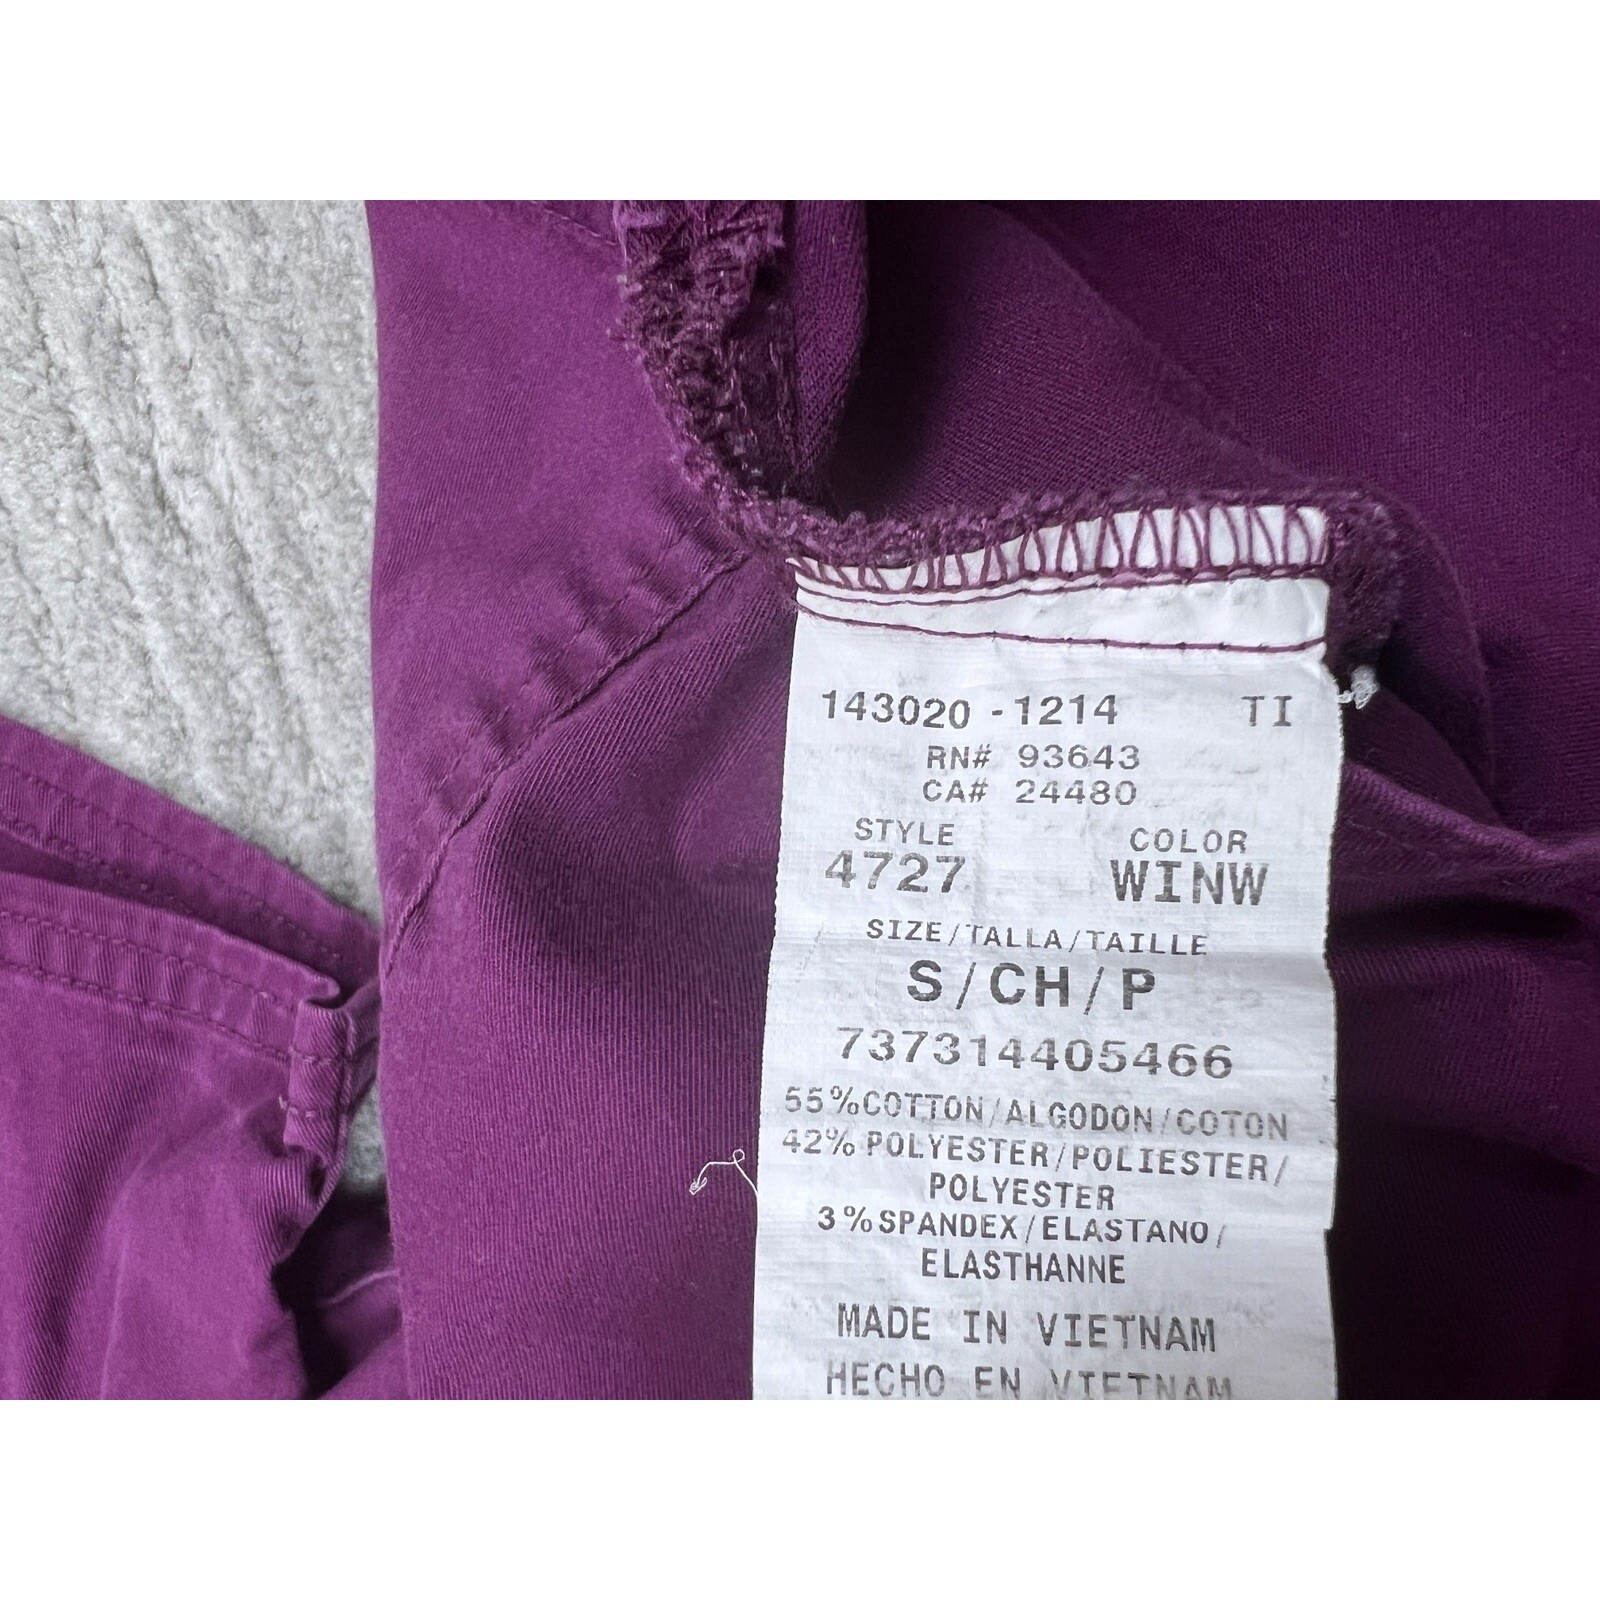 143020 - 1214 TI
RN# 93643
CA# 24480
STYLE COLOR
4727 WINW
SIZE/TALLA/TAILLE
S/CH/P
737314405466
55%COTTON/ALGODON/COTON
42% POLYESTER/POLIESTER/
POLYESTER
3%SPANDEX/ELASTANO/
ELASTHANNE
MADE IN VIETNAM
HECHO EN VIETNAM